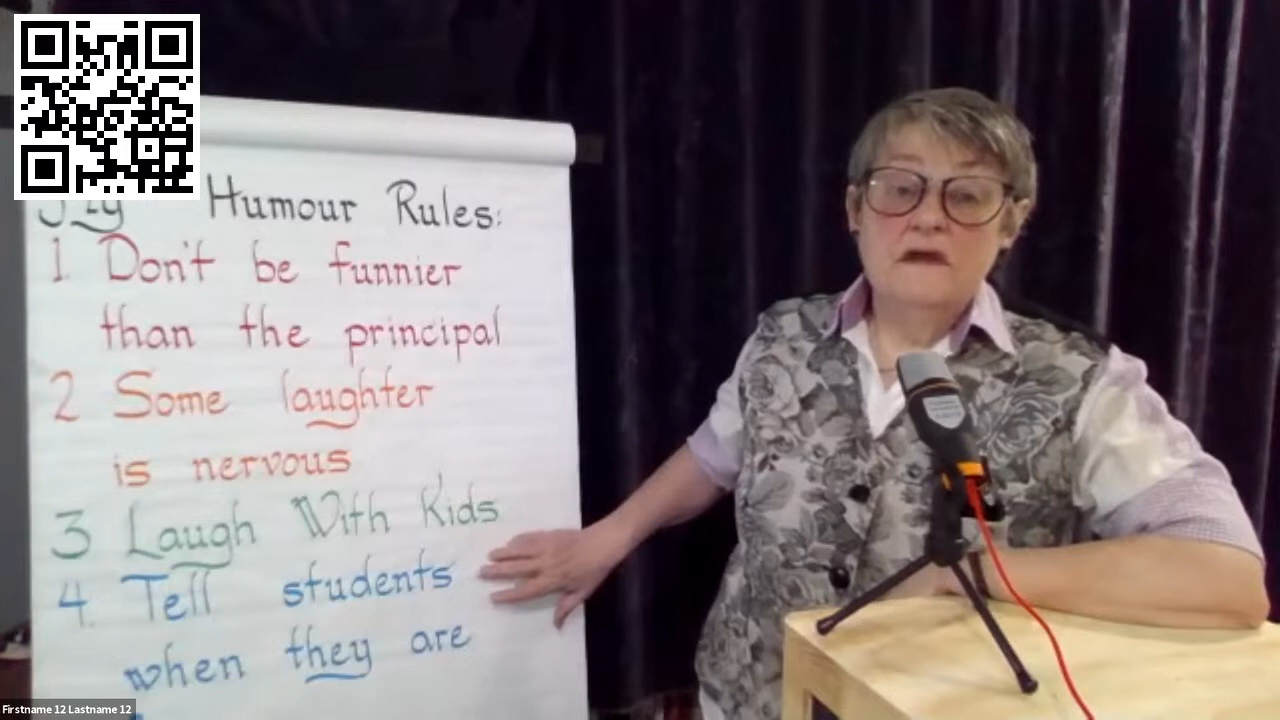 Humour Rules:
1 Don't be funnier
than the principal
2 Some laughter
is nervous
3 Laugh With Kids
4. Tell students
when they are
Firstname 12 Lastname 12